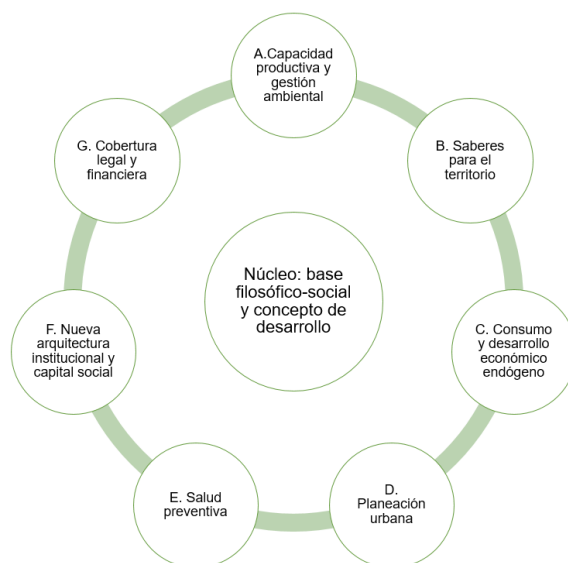 A.Capacidad
productiva y
gestión
ambiental
B. Saberes
para el
territorio
C. Consumo
y desarrollo
económico
endógeno
D.
Planeación
urbana
E. Salud
preventiva
F. Nueva
arquitectura
institucional y
capital social
G. Cobertura
legal y
financiera
Núcleo: base
filosófico-social
y concepto de
desarrollo